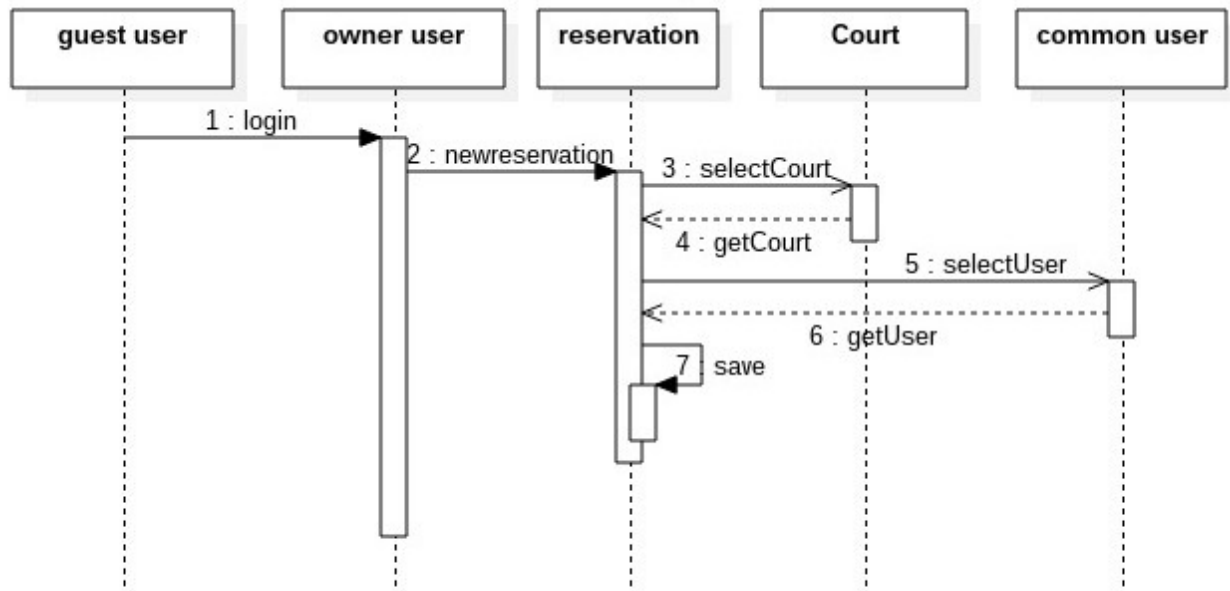 guest user
owner user
reservation
Court
common user
1 : login
2 : newreservation
3 : selectCourt
4 : getCourt
5 : selectUser
6 : getUser
7 : save